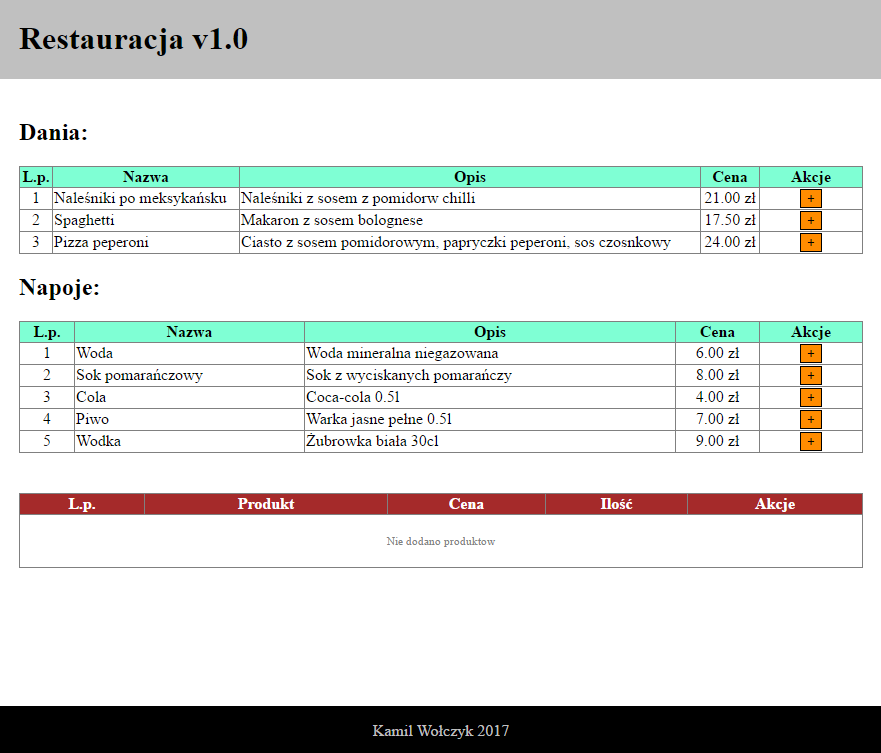 Restauracja v1.0
Dania:
L.p. Nazwa Opis Cena Akcje
1 Naleśniki po meksykańsku Naleśniki z sosem z pomidorw chilli 21.00 zł +
2 Spaghetti Makaron z sosem bolognese 17.50 zł +
3 Pizza peperoni Ciasto z sosem pomidorowym, papryczki peperoni, sos czosnkowy 24.00 zł +
Napoje:
L.p. Nazwa Opis Cena Akcje
1 Woda Woda mineralna niegazowana 6.00 zł +
2 Sok pomarańczowy Sok z wyciskanych pomarańczy 8.00 zł +
3 Cola Coca-cola 0.5l 4.00 zł +
4 Piwo Warka jasne pełne 0.5l 7.00 zł +
5 Wodka Żubrowka biała 30cl 9.00 zł +
L.p. Produkt Cena Ilość Akcje
Nie dodano produktow
Kamil Wołczyk 2017